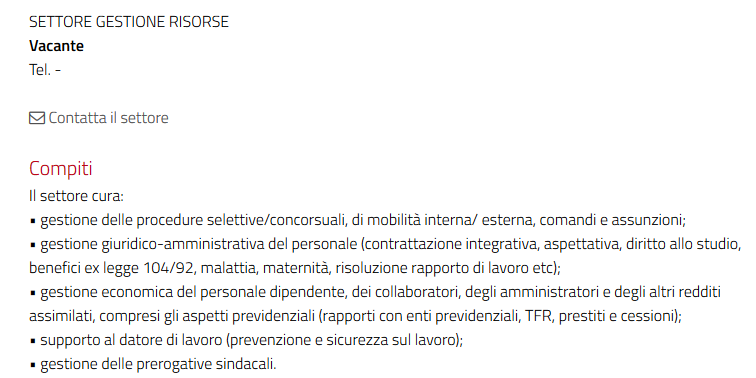 SETTORE GESTIONE RISORSE
Vacante
Tel. -
Contatta il settore
Compiti
Il settore cura:
▪ gestione delle procedure selettive/concorsuali, di mobilità interna/ esterna, comandi e assunzioni;
▪ gestione giuridico-amministrativa del personale (contrattazione integrativa, aspettativa, diritto allo studio,
benefici ex legge 104/92, malattia, maternità, risoluzione rapporto di lavoro etc);
▪ gestione economica del personale dipendente, dei collaboratori, degli amministratori e degli altri redditi
assimilati, compresi gli aspetti previdenziali (rapporti con enti previdenziali, TFR, prestiti e cessioni);
▪ supporto al datore di lavoro (prevenzione e sicurezza sul lavoro);
▪ gestione delle prerogative sindacali.